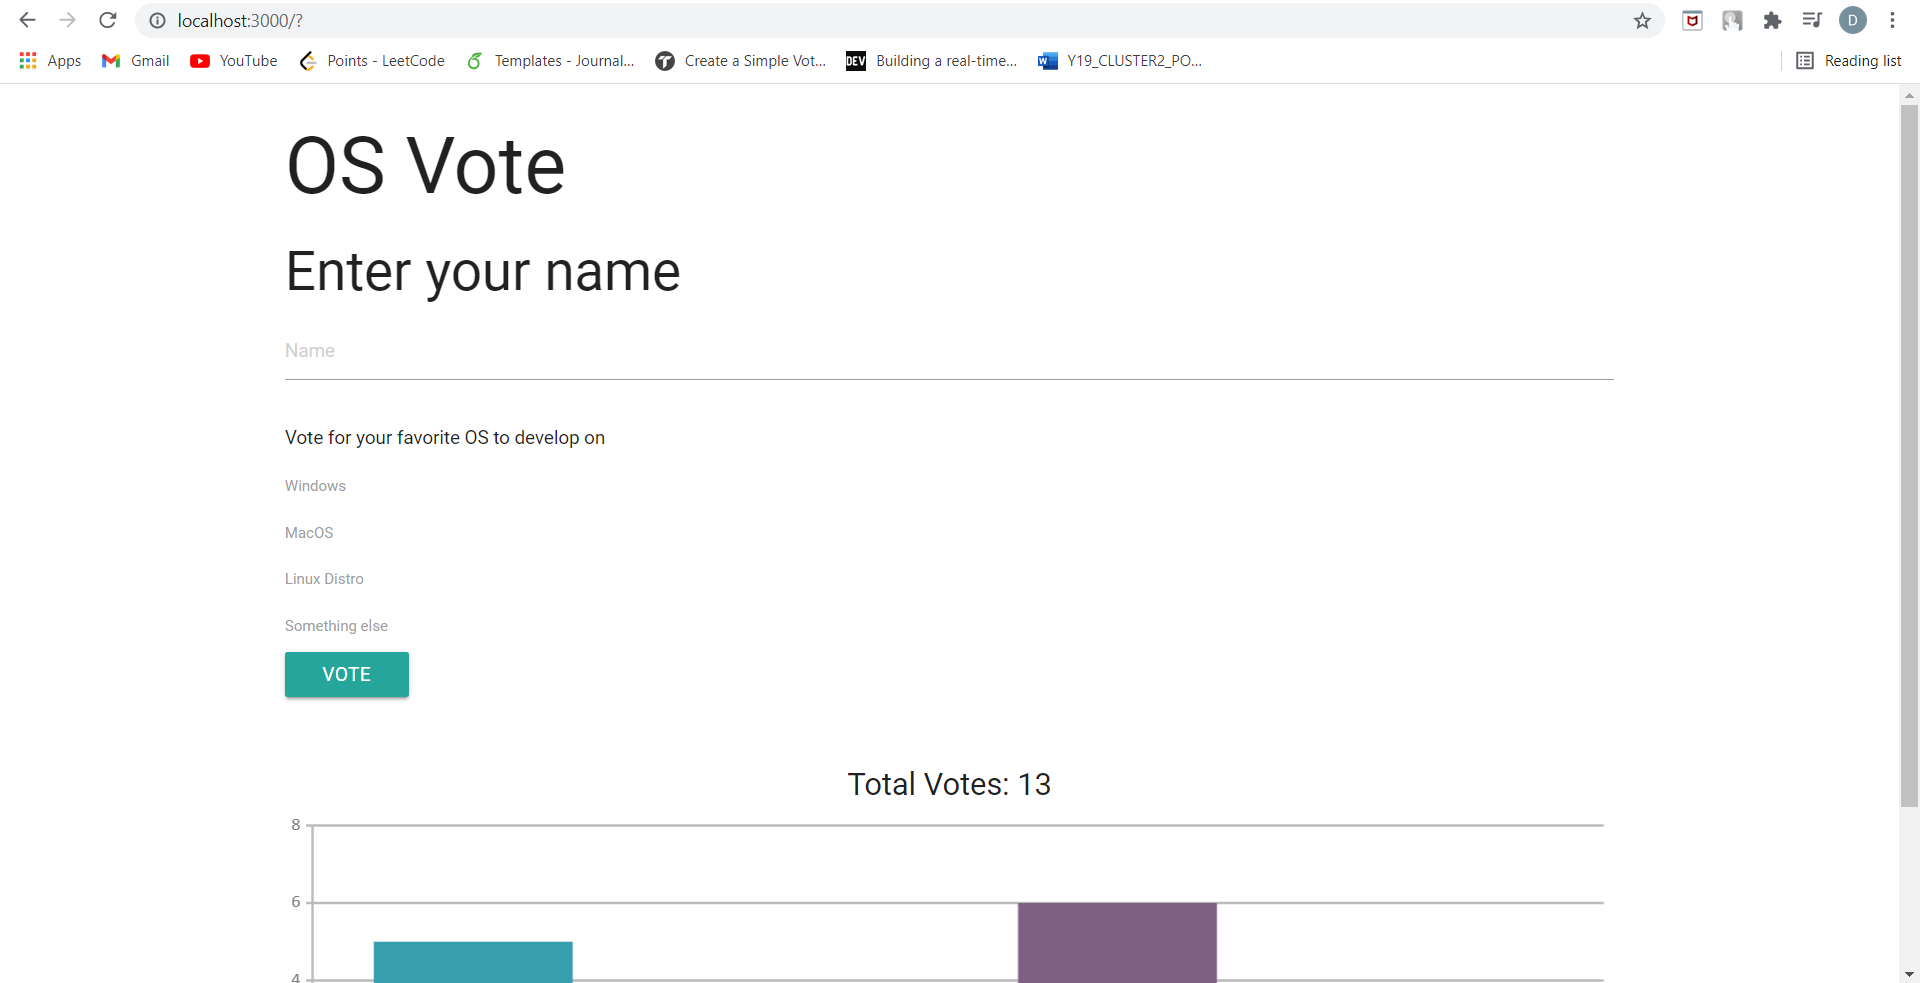 localhost:3000/?
D
Apps Gmail YouTube Points - LeetCode Templates - Journal... Create a Simple Vot... DEV Building a real-time... W Y19_CLUSTER2_PO... Reading list
OS Vote
Enter your name
Name
Vote for your favorite OS to develop on
Windows
MacOS
Linux Distro
Something else
VOTE
Total Votes: 13
8
6
4